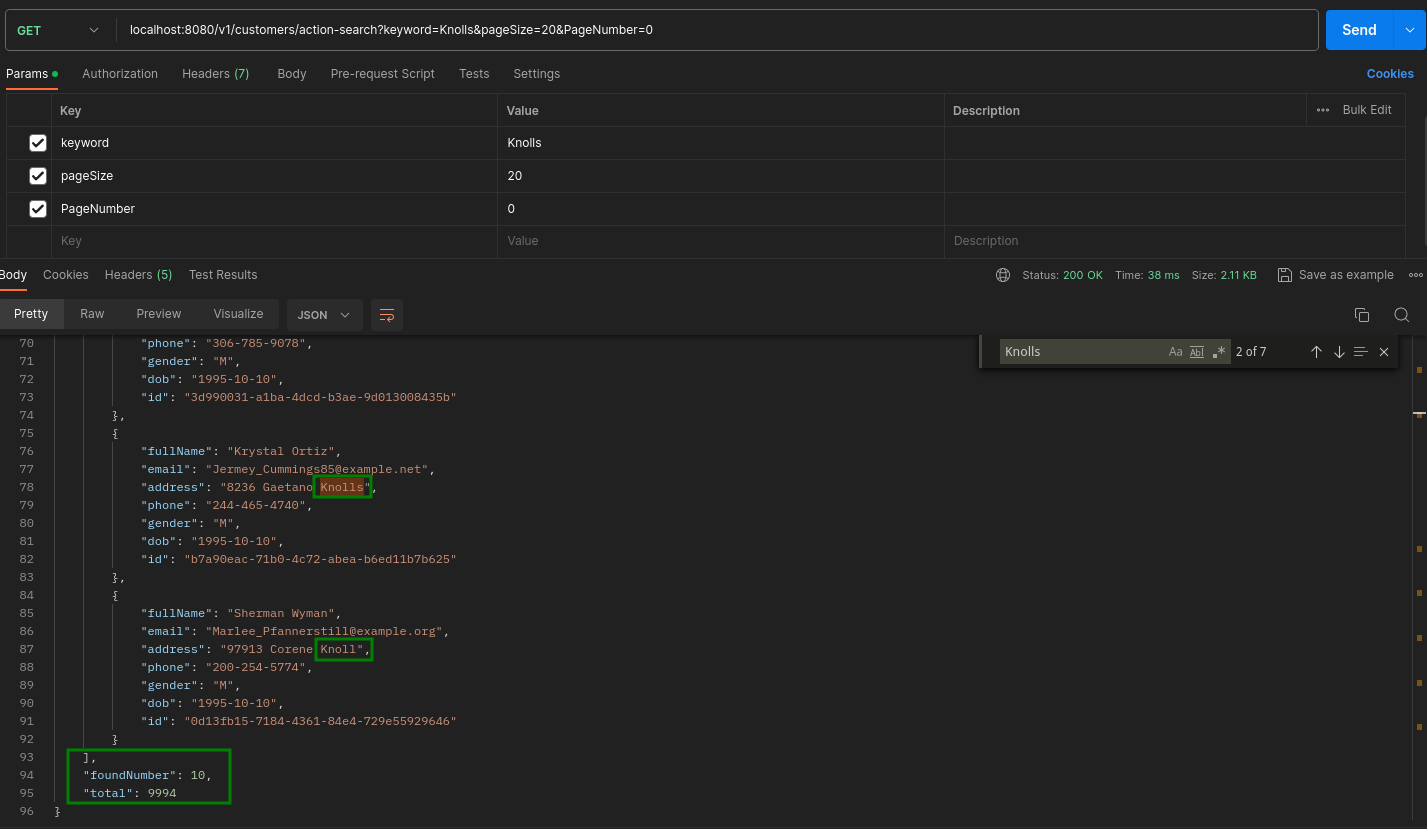 GET localhost:8080/v1/customers/action-search?keyword=Knolls&pageSize=20&PageNumber=0 Send
Params Authorization Headers (7) Body Pre-request Script Tests Settings Cookies
Key Value Description ••• Bulk Edit
keyword Knolls
pageSize 20
PageNumber 0
Key Value Description
Body Cookies Headers (5) Test Results Status: 200 OK Time: 38 ms Size: 2.11 KB Save as example •••
Pretty Raw Preview Visualize JSON
Knolls Aa Abl .* 2 of 7
70 "phone": "306-785-9078",
71 "gender": "M",
72 "dob": "1995-10-10",
73 "id": "3d990031-a1ba-4dcd-b3ae-9d013008435b"
74 },
75 {
76 "fullName": "Krystal Ortiz",
77 "email": "Jermey_Cummings85@example.net",
78 "address": "8236 Gaetano Knolls",
79 "phone": "244-465-4740",
80 "gender": "M",
81 "dob": "1995-10-10",
82 "id": "b7a90eac-71b0-4c72-abea-b6ed11b7b625"
83 },
84 {
85 "fullName": "Sherman Wyman",
86 "email": "Marlee_Pfannerstill@example.org",
87 "address": "97913 Corene Knoll",
88 "phone": "200-254-5774",
89 "gender": "M",
90 "dob": "1995-10-10",
91 "id": "0d13fb15-7184-4361-84e4-729e55929646"
92 }
93 ],
94 "foundNumber": 10,
95 "total": 9994
96 }